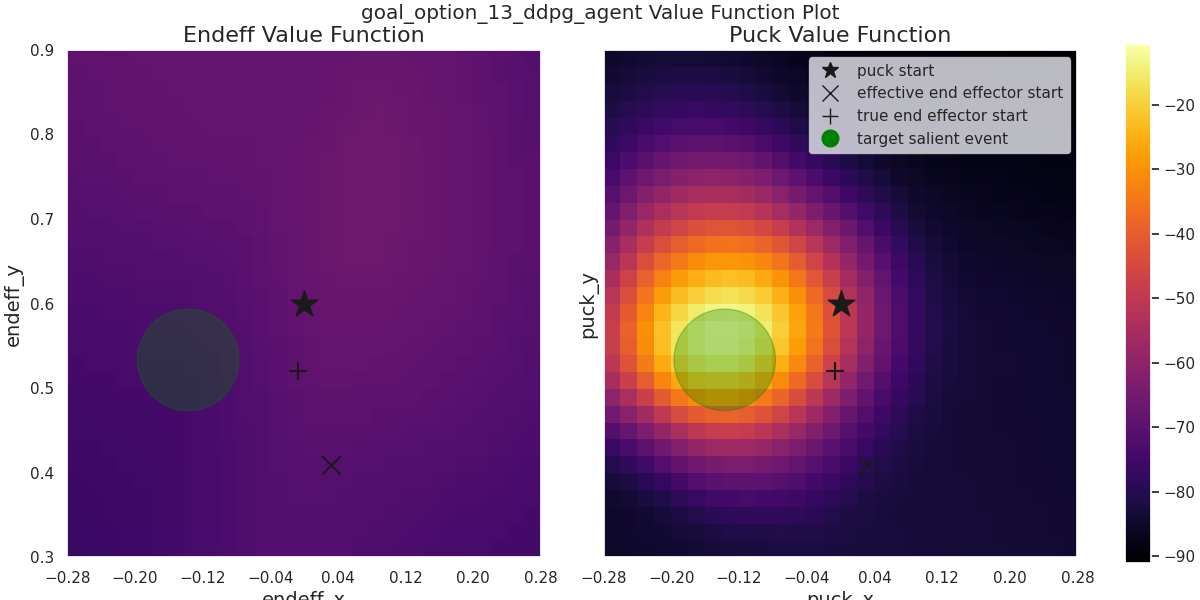 goal_option_13_ddpg_agent Value Function Plot
Endeff Value Function
Puck Value Function
0.9
0.8
0.7
0.6
0.5
0.4
0.3
endeff_y
−0.28 −0.20 −0.12 −0.04 0.04 0.12 0.20 0.28
endeff_x
puck_y
puck start
effective end effector start
true end effector start
target salient event
−0.28 −0.20 −0.12 −0.04 0.04 0.12 0.20 0.28
puck_x
−20
−30
−40
−50
−60
−70
−80
−90